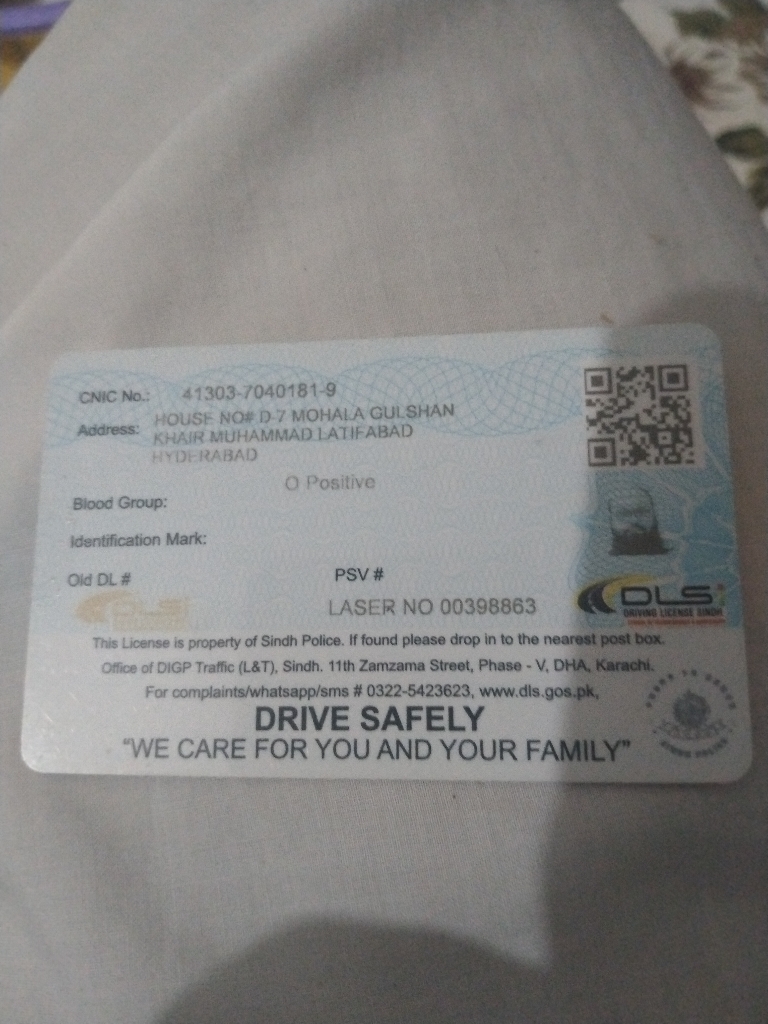 CNIC No.: 41303-7040181-9
Address: HOUSE NO# D-7 MOHALA GULSHAN
KHAIR MUHAMMAD LATIFABAD
HYDERABAD
Blood Group: O Positive
Identification Mark:
Old DL # PSV #
LASER NO 00398863
DLS
DLS
DRIVING LICENSE SINDH
This License is property of Sindh Police. If found please drop in to the nearest post box.
Office of DIGP Traffic (L&T), Sindh. 11th Zamzama Street, Phase - V, DHA, Karachi.
For complaints/whatsapp/sms # 0322-5423623, www.dls.gos.pk,
DRIVE SAFELY
"WE CARE FOR YOU AND YOUR FAMILY"